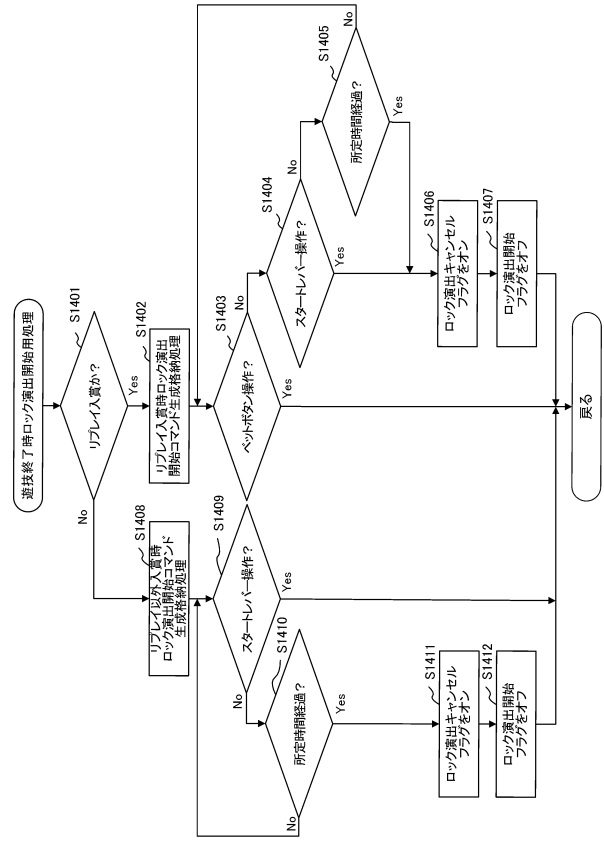 遊技終了時ロック演出開始用処理
S1401
リプレイ入賞か?
Yes
No
S1402
リプレイ入賞時ロック演出
開始コマンド生成格納処理
S1403
ベットボタン操作?
No
Yes
S1404
スタートレバー操作?
No
Yes
S1405
所定時間経過?
No
Yes
S1406
ロック演出キャンセル
フラグをオン
S1407
ロック演出開始
フラグをオフ
S1408
リプレイ以外入賞時
ロック演出開始コマンド
生成格納処理
S1409
スタートレバー操作?
No
Yes
S1410
所定時間経過?
No
Yes
S1411
ロック演出キャンセル
フラグをオン
S1412
ロック演出開始
フラグをオフ
戻る